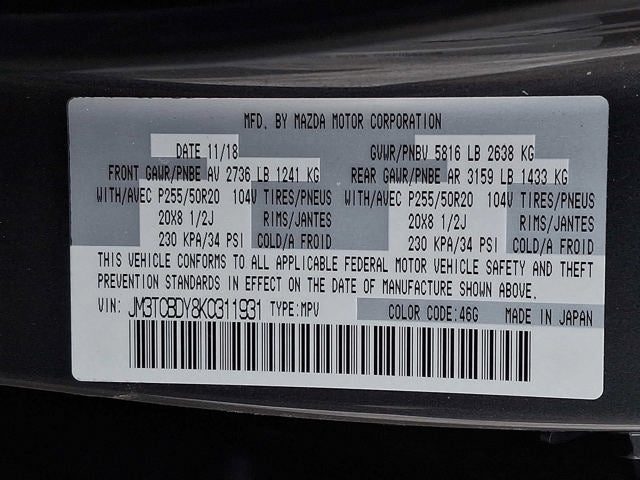 MFD. BY MAZDA MOTOR CORPORATION
DATE 11/18 GVWR/PNBV 5816 LB 2638 KG
FRONT GAWR/PNBE AV 2736 LB 1241 KG REAR GAWR/PNBE AR 3159 LB 1433 KG
WITH/AVEC P255/50R20 104V TIRES/PNEUS WITH/AVEC P255/50R20 104V TIRES/PNEUS
20X8 1/2J RIMS/JANTES 20X8 1/2J RIMS/JANTES
230 KPA/34 PSI COLD/A FROID 230 KPA/34 PSI COLD/A FROID
THIS VEHICLE CONFORMS TO ALL APPLICABLE FEDERAL MOTOR VEHICLE SAFETY AND THEFT
PREVENTION STANDARDS IN EFFECT ON THE DATE OF MANUFACTURE SHOWN ABOVE.
VIN: JM3TCBDY8K0311931 TYPE:MPV COLOR CODE:46G MADE IN JAPAN